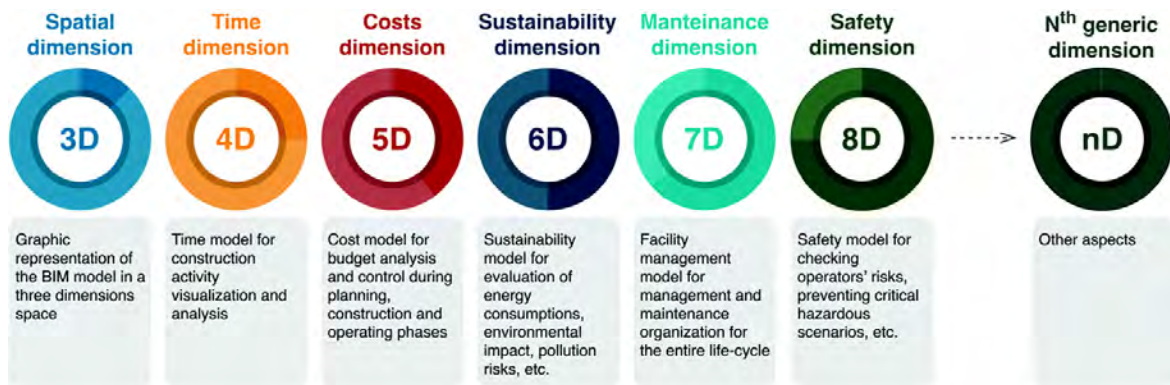 Spatial
dimension
3D
Graphic
representation of
the BIM model in a
three dimensions
space
Time
dimension
4D
Time model for
construction
activity
visualization and
analysis
Costs
dimension
5D
Cost model for
budget analysis
and control during
planning,
construction and
operating phases
Sustainability
dimension
6D
Sustainability
model for
evaluation of
energy
consumptions,
environmental
impact, pollution
risks, etc.
Manteinance
dimension
7D
Facility
management
model for
management and
maintenance
organization for
the entire life-cycle
Safety
dimension
8D
Safety model for
checking
operators' risks,
preventing critical
hazardous
scenarios, etc.
Nth generic
dimension
nD
Other aspects